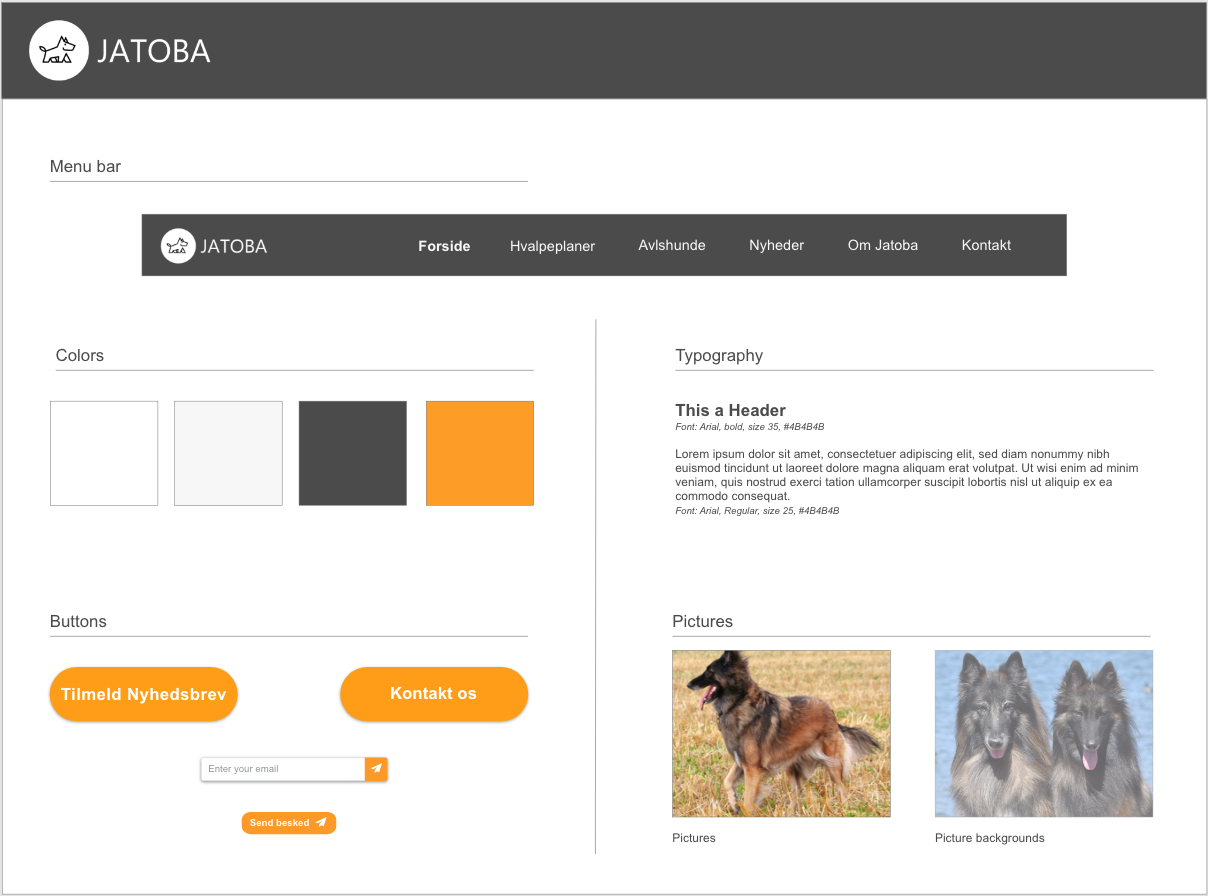 JATOBA
Menu bar
JATOBA
Forside
Hvalpeplaner
Avlshunde
Nyheder
Om Jatoba
Kontakt
Colors
Typography
This a Header
Font: Arial, bold, size 35, #4B4B4B
Lorem ipsum dolor sit amet, consectetuer adipiscing elit, sed diam nonummy nibh
euismod tincidunt ut laoreet dolore magna aliquam erat volutpat. Ut wisi enim ad minim
veniam, quis nostrud exerci tation ullamcorper suscipit lobortis nisl ut aliquip ex ea
commodo consequat.
Font: Arial, Regular, size 25, #4B4B4B
Buttons
Tilmeld Nyhedsbrev
Kontakt os
Enter your email
Send besked
Pictures
Pictures
Picture backgrounds